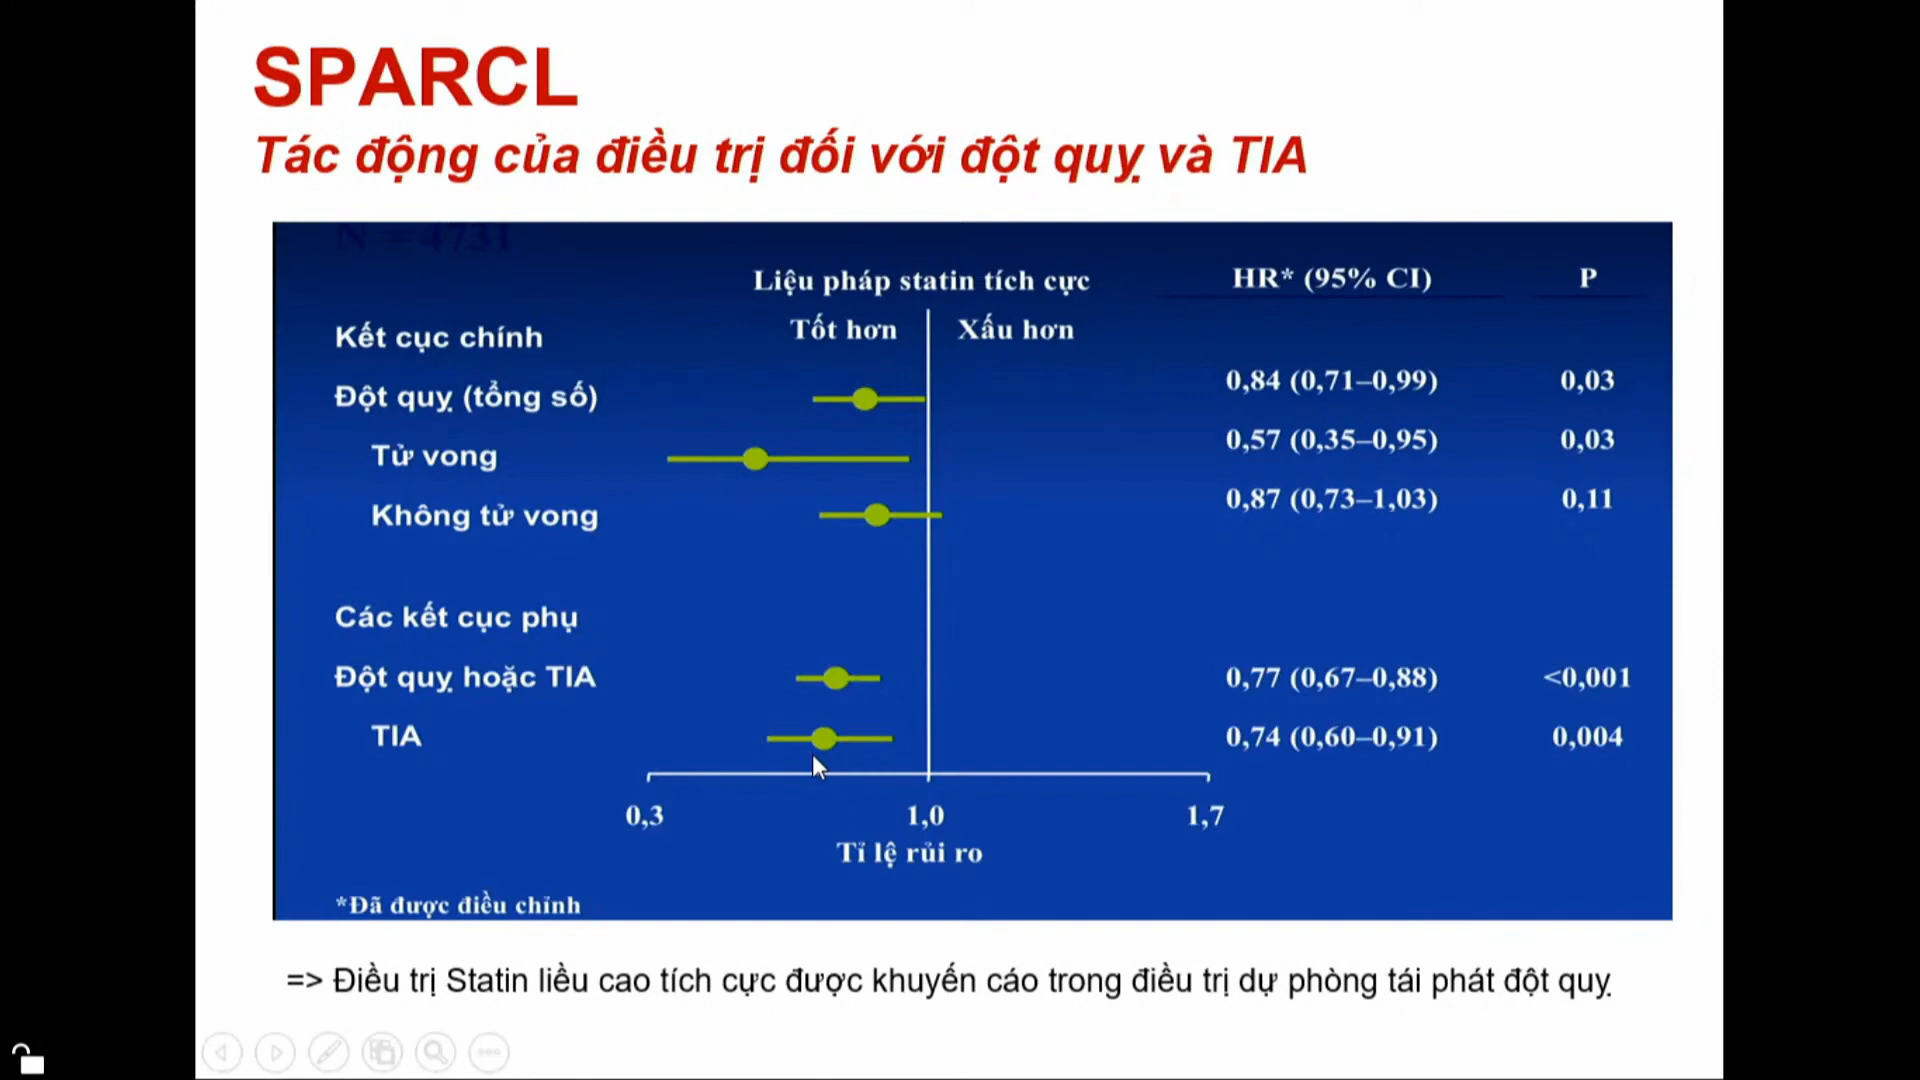 SPARCL
Tác động của điều trị đối với đột quỵ và TIA
N = 4731
Liệu pháp statin tích cực HR* (95% CI) P
Tốt hơn Xấu hơn
Kết cục chính
Đột quỵ (tổng số) 0,84 (0,71–0,99) 0,03
Tử vong 0,57 (0,35–0,95) 0,03
Không tử vong 0,87 (0,73–1,03) 0,11
Các kết cục phụ
Đột quỵ hoặc TIA 0,77 (0,67–0,88) <0,001
TIA 0,74 (0,60–0,91) 0,004
0,3 1,0 1,7
Tỉ lệ rủi ro
*Đã được điều chỉnh
=> Điều trị Statin liều cao tích cực được khuyến cáo trong điều trị dự phòng tái phát đột quỵ